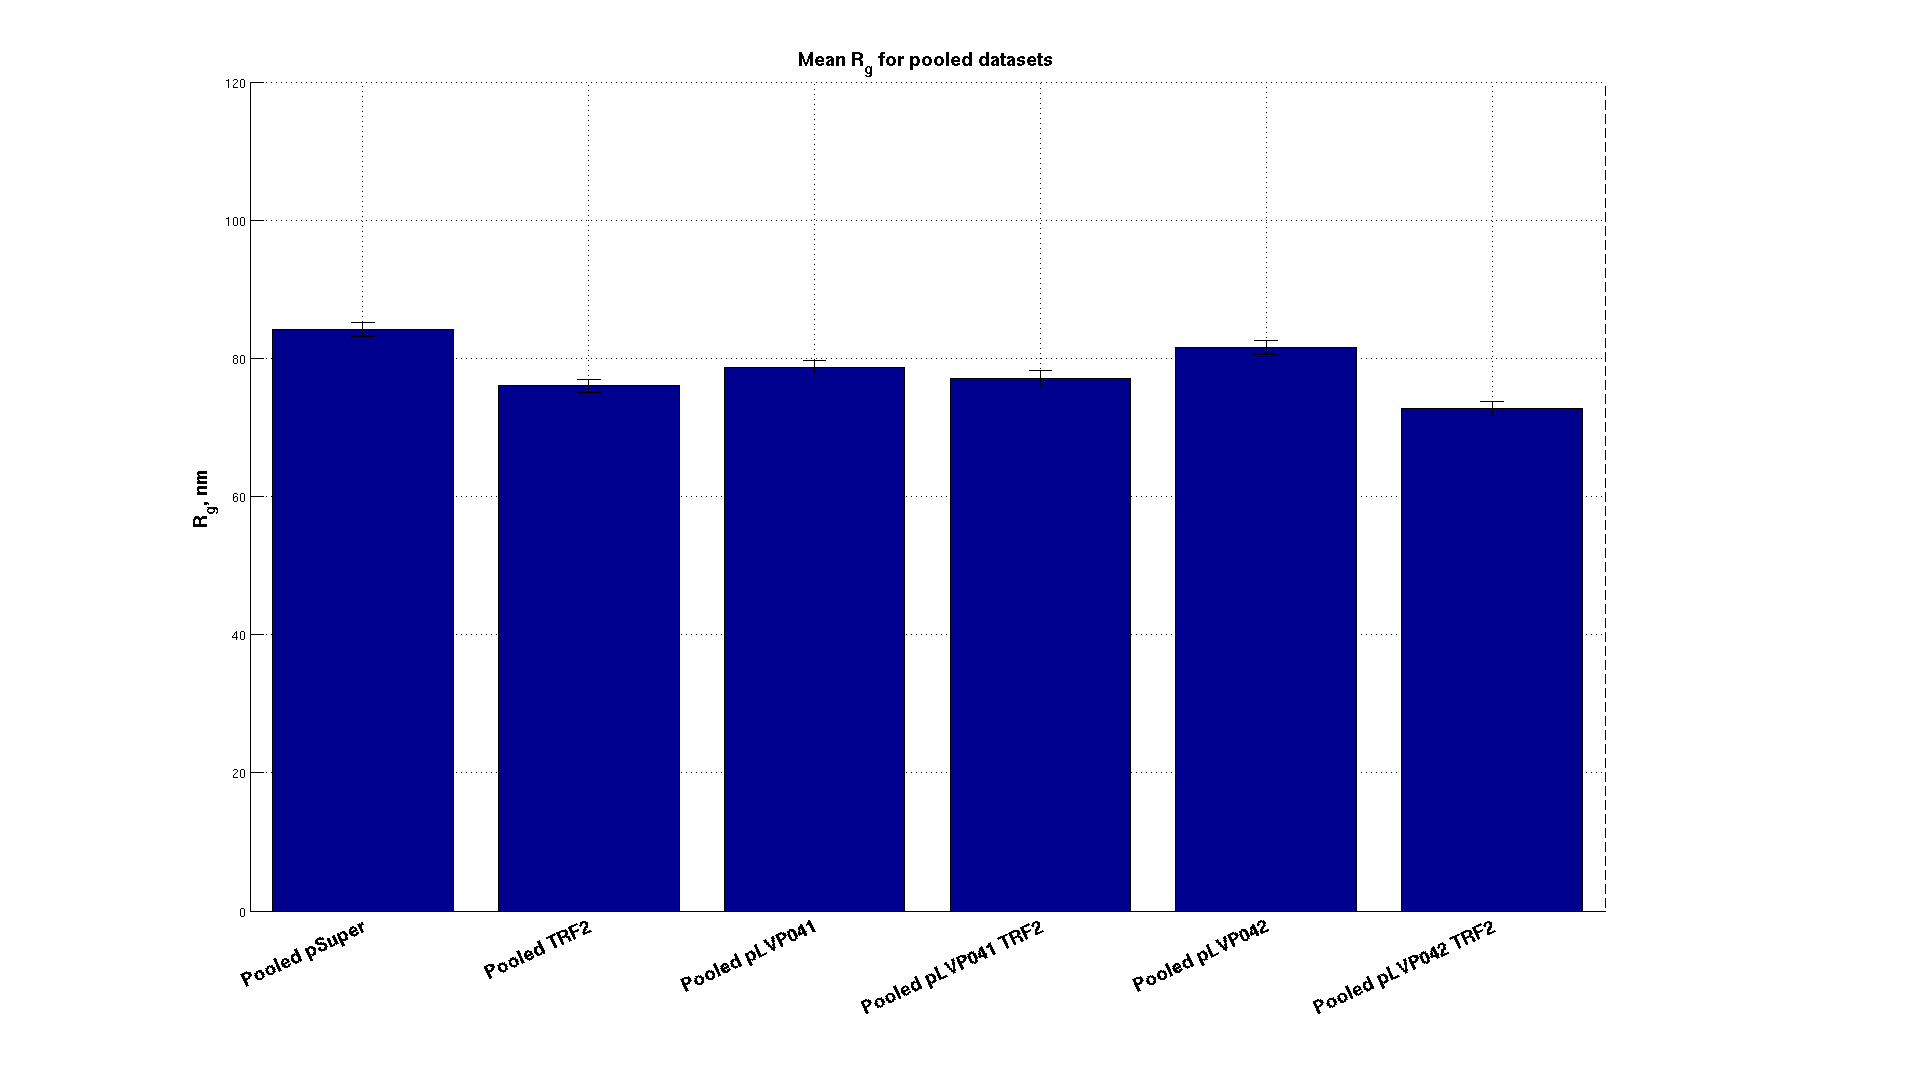 Mean Rg for pooled datasets
120
100
80
60
40
20
0
Rg, nm
Pooled pSuper
Pooled TRF2
Pooled pLVP041
Pooled pLVP041 TRF2
Pooled pLVP042
Pooled pLVP042 TRF2